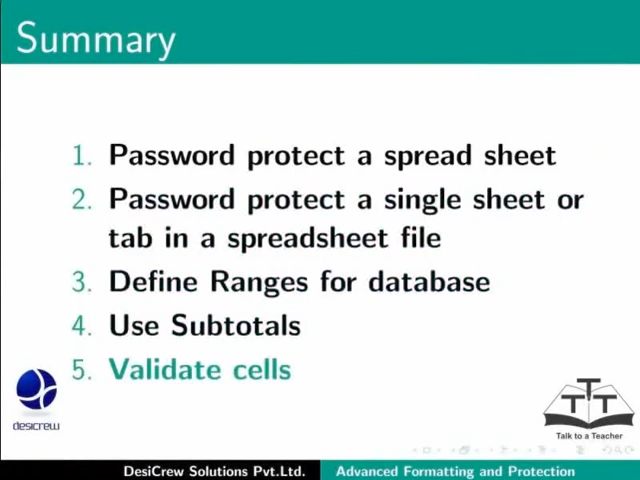 Summary
1. Password protect a spread sheet
2. Password protect a single sheet or
tab in a spreadsheet file
3. Define Ranges for database
4. Use Subtotals
5. Validate cells
desicrew
TTT
Talk to a Teacher
DesiCrew Solutions Pvt.Ltd. Advanced Formatting and Protection